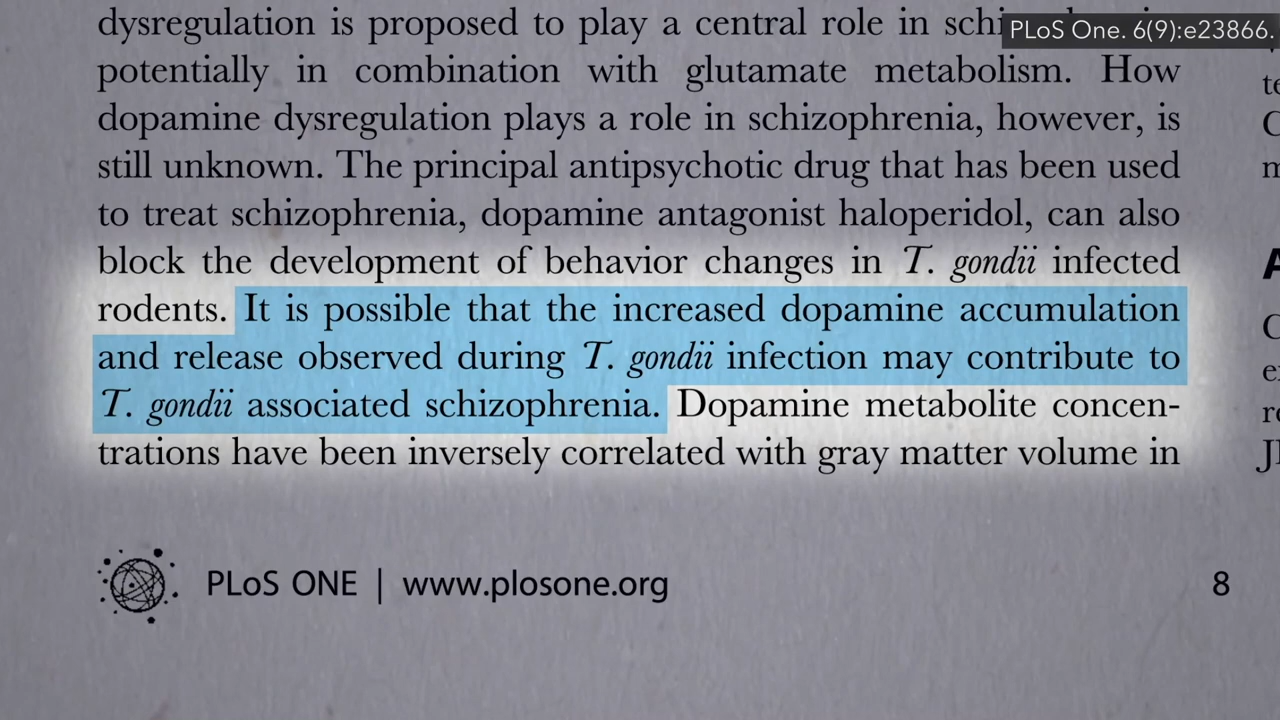 dysregulation is proposed to play a central role in
PLoS One. 6(9):e23866.
potentially in combination with glutamate metabolism. How
dopamine dysregulation plays a role in schizophrenia, however, is
still unknown. The principal antipsychotic drug that has been used
to treat schizophrenia, dopamine antagonist haloperidol, can also
block the development of behavior changes in T. gondii infected
rodents. It is possible that the increased dopamine accumulation
and release observed during T. gondii infection may contribute to
T. gondii associated schizophrenia. Dopamine metabolite concen-
trations have been inversely correlated with gray matter volume in
PLoS ONE | www.plosone.org
8